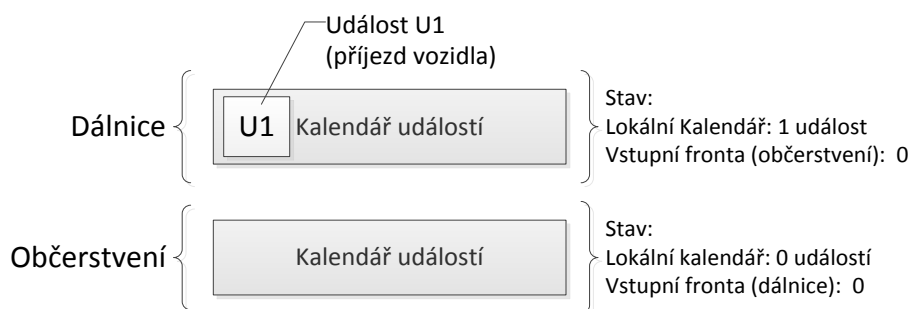 Událost U1
(příjezd vozidla)
Dálnice
U1
Kalendář událostí
Stav:
Lokální Kalendář: 1 událost
Vstupní fronta (občerstvení): 0
Občerstvení
Kalendář událostí
Stav:
Lokální kalendář: 0 událostí
Vstupní fronta (dálnice): 0